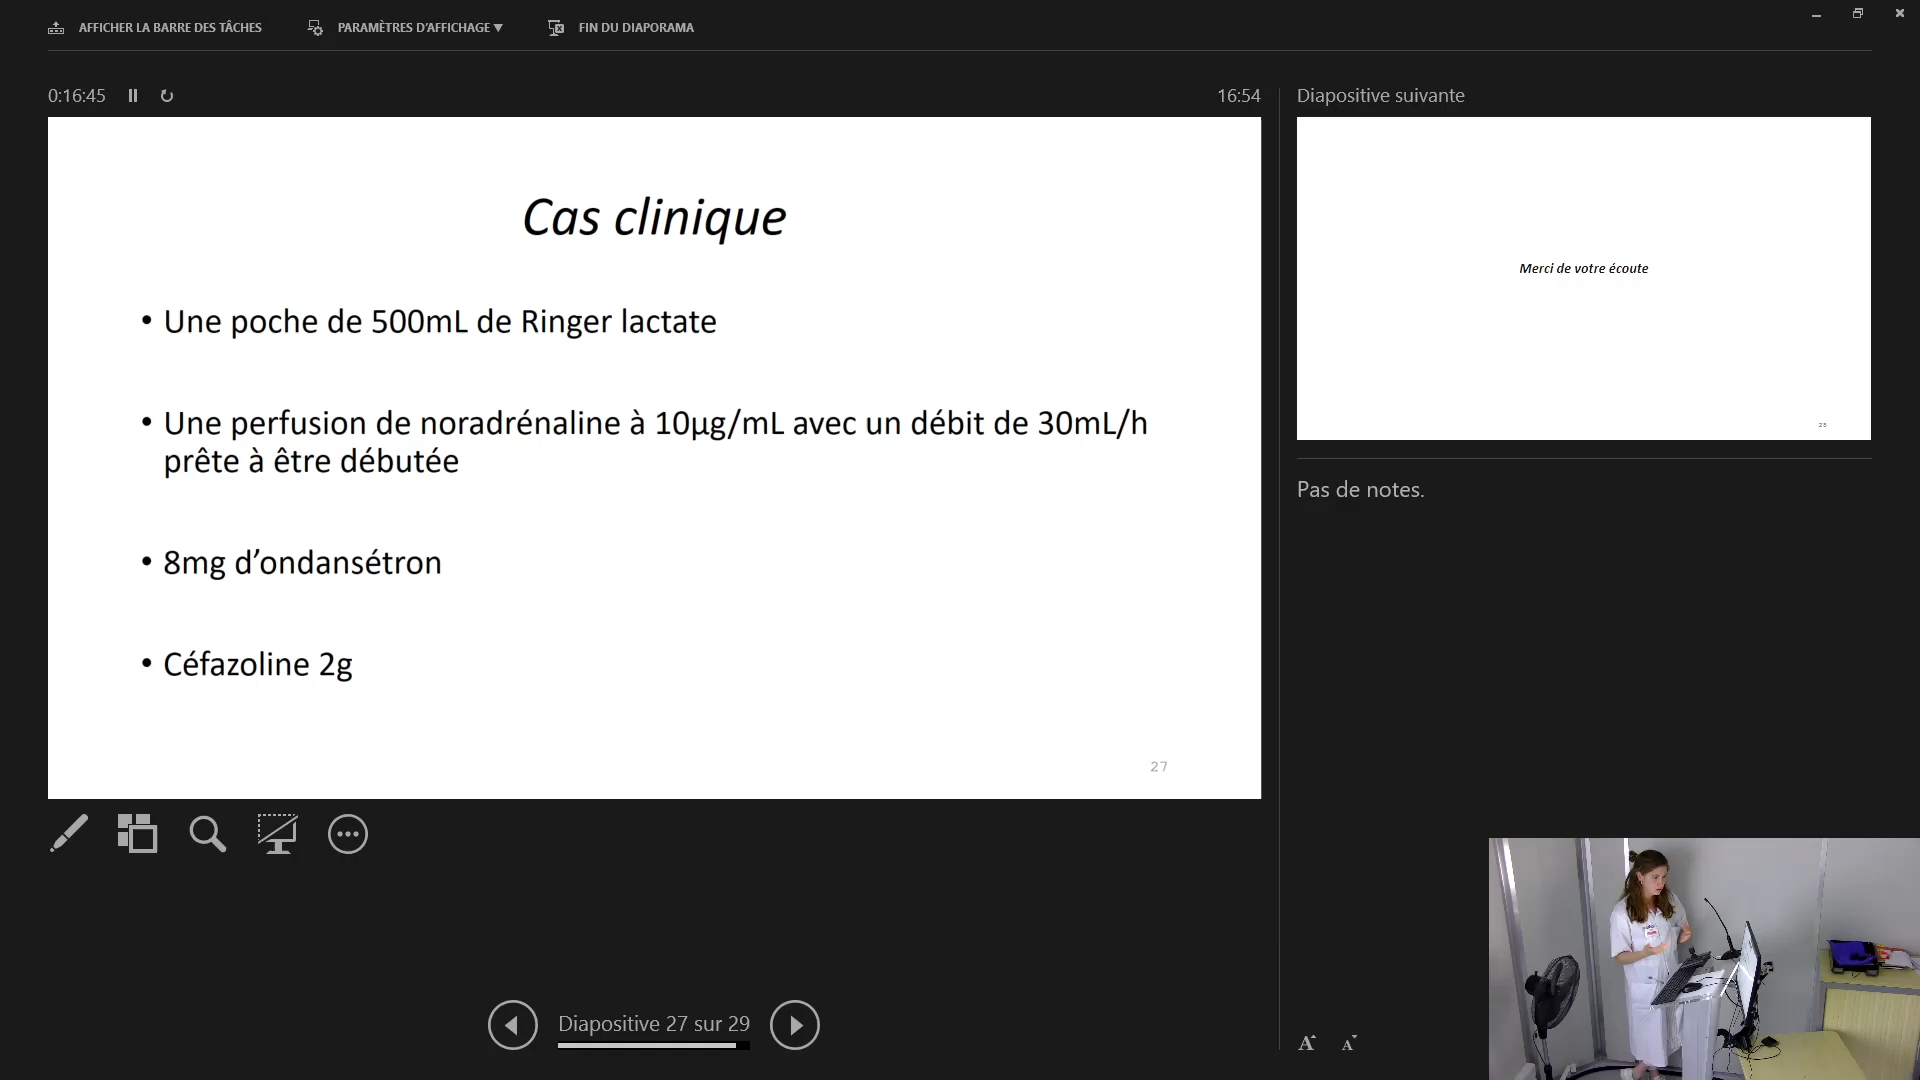 AFFICHER LA BARRE DES TÂCHES
PARAMÈTRES D'AFFICHAGE ▼
FIN DU DIAPORAMA
0:16:45
16:54
Diapositive suivante
Cas clinique
• Une poche de 500mL de Ringer lactate
• Une perfusion de noradrénaline à 10µg/mL avec un débit de 30mL/h
prête à être débutée
• 8mg d’ondansétron
• Céfazoline 2g
27
Merci de votre écoute
28
Pas de notes.
Diapositive 27 sur 29
A A